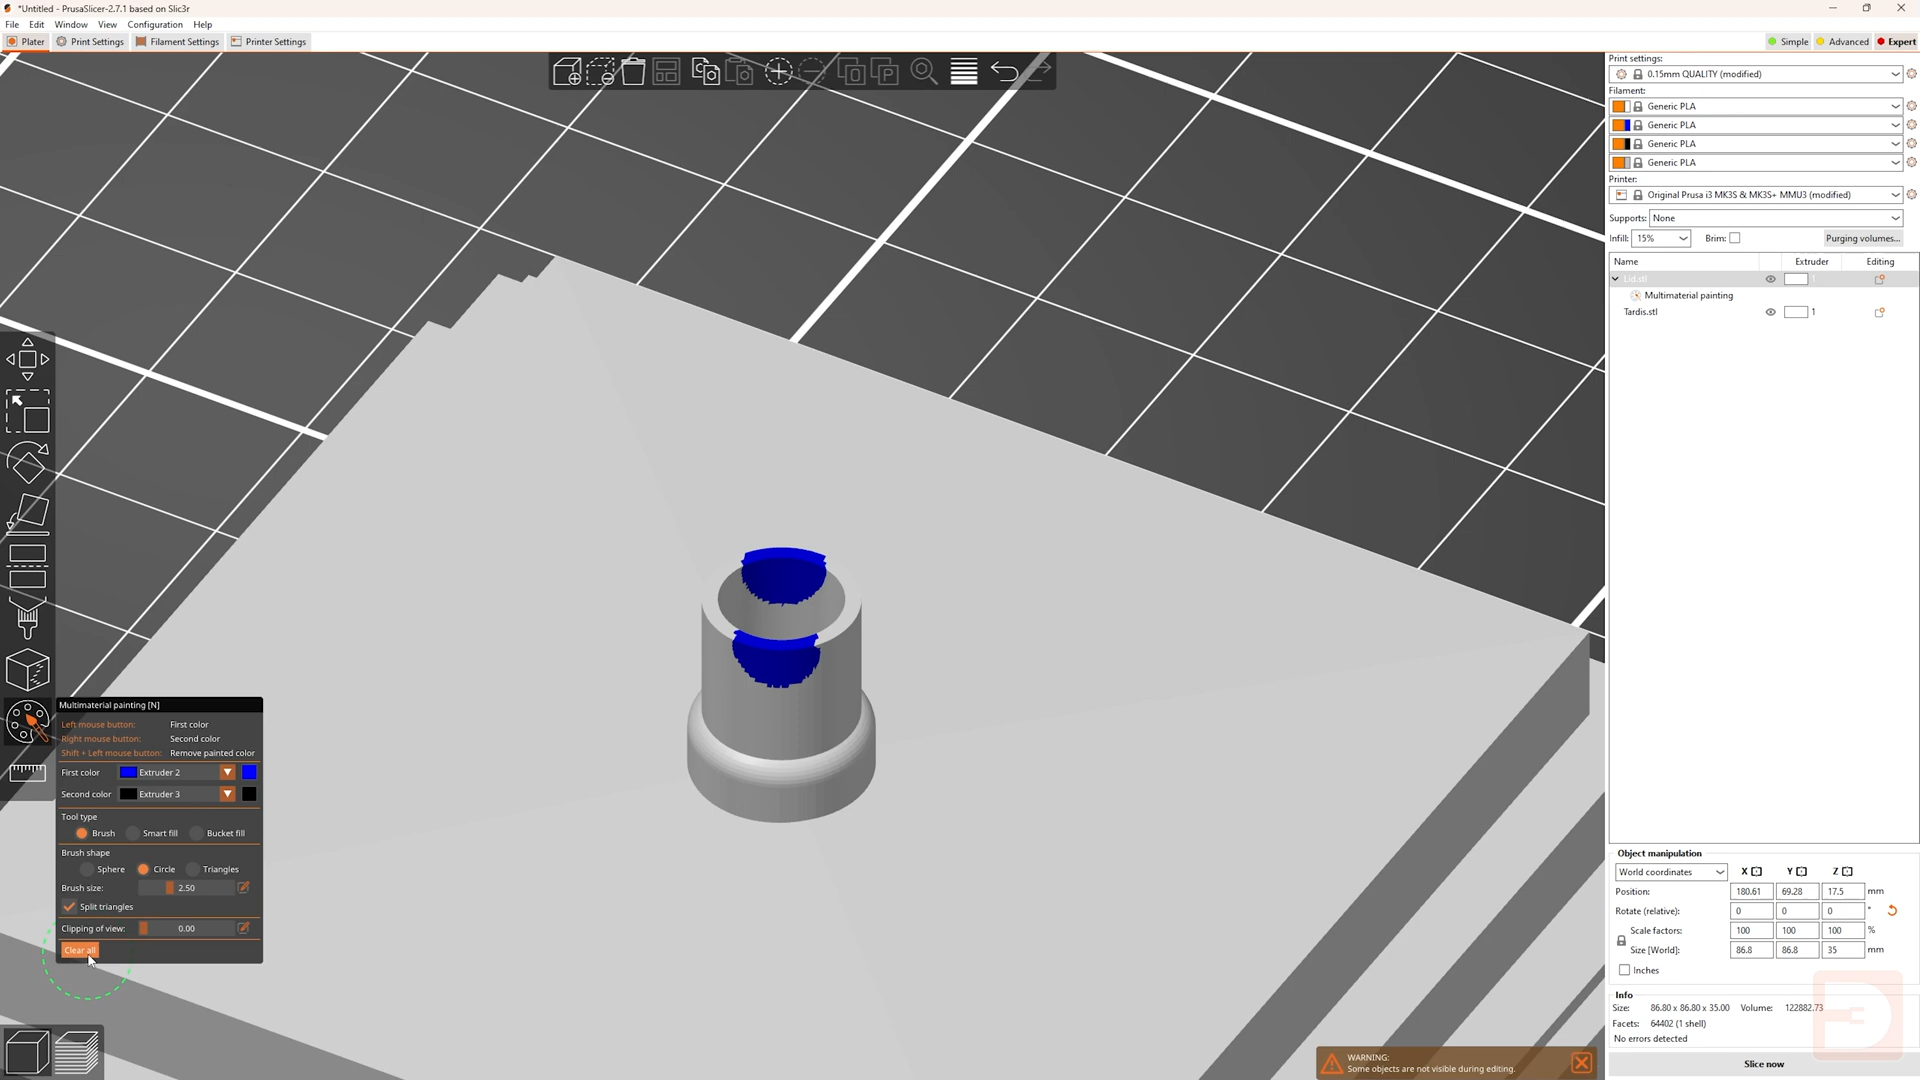 *Untitled - PrusaSlicer-2.7.1 based on Slic3r
File Edit Window View Configuration Help
Plater Print Settings Filament Settings Printer Settings
Simple Advanced Expert
Print settings:
0.15mm QUALITY (modified)
Filament:
Generic PLA
Generic PLA
Generic PLA
Generic PLA
Printer:
Original Prusa i3 MK3S & MK3S+ MMU3 (modified)
Supports: None
Infill: 15% Brim: Purging volumes...
Name Extruder Editing
Lid.stl 1
Multimaterial painting
Tardis.stl 1
Multimaterial painting [N]
Left mouse button: First color
Right mouse button: Second color
Shift + Left mouse button: Remove painted color
First color Extruder 2
Second color Extruder 3
Tool type
Brush Smart fill Bucket fill
Brush shape
Sphere Circle Triangles
Brush size: 2.50
Split triangles
Clipping of view: 0.00
Clear all
Object manipulation
World coordinates X Y Z
Position: 180.61 69.28 17.5 mm
Rotate (relative): 0 0 0 °
Scale factors: 100 100 100 %
Size [World]: 86.8 86.8 35 mm
Inches
Info
Size: 86.80 x 86.80 x 35.00 Volume: 122882.73
Facets: 64402 (1 shell)
No errors detected
Slice now
WARNING:
Some objects are not visible during editing.